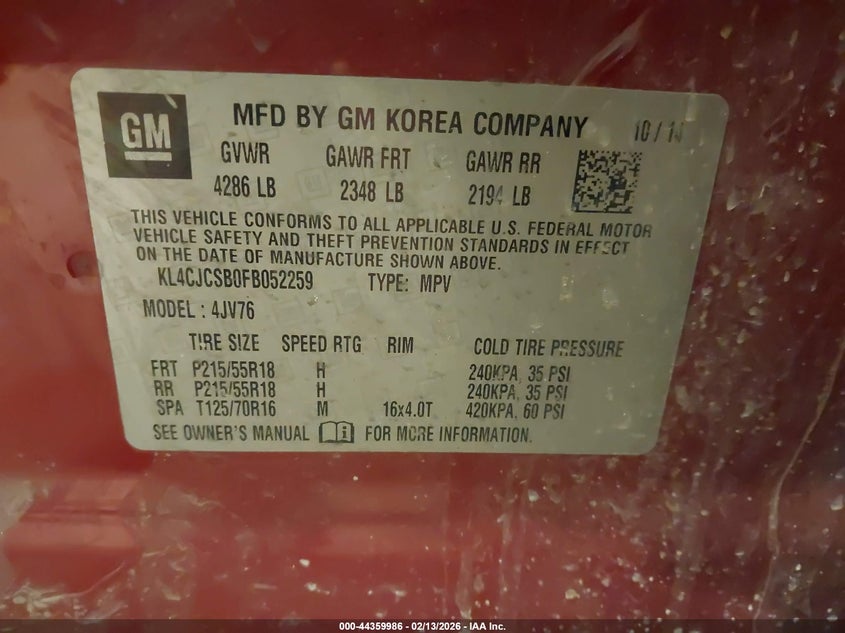 GM
MFD BY GM KOREA COMPANY 10/14
GVWR GAWR FRT GAWR RR
4286 LB 2348 LB 2194 LB
THIS VEHICLE CONFORMS TO ALL APPLICABLE U.S. FEDERAL MOTOR
VEHICLE SAFETY AND THEFT PREVENTION STANDARDS IN EFFECT
ON THE DATE OF MANUFACTURE SHOWN ABOVE.
KL4CJCSB0FB052259 TYPE: MPV
MODEL : 4JV76
TIRE SIZE SPEED RTG RIM COLD TIRE PRESSURE
FRT P215/55R18 H 240KPA, 35 PSI
RR P215/55R18 H 240KPA, 35 PSI
SPA T125/70R16 M 16x4.0T 420KPA, 60 PSI
SEE OWNER'S MANUAL FOR MORE INFORMATION.
000-44359986 - 02/13/2026 - IAA Inc.